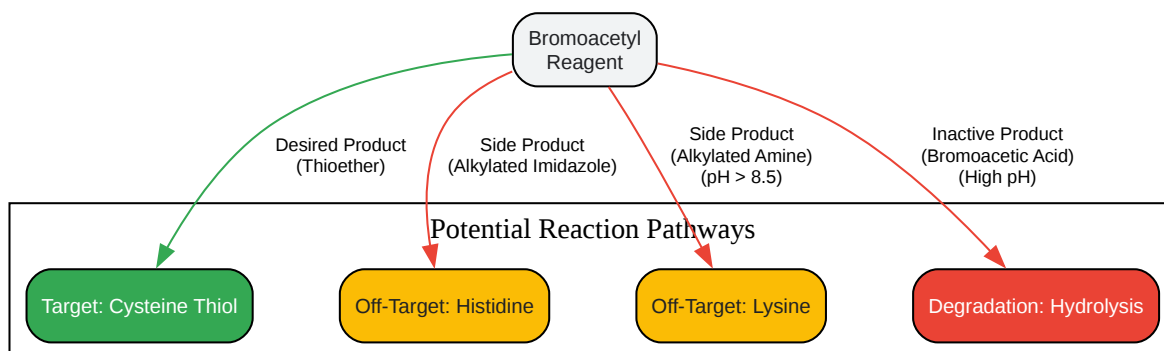 Bromoacetyl
Reagent
Desired Product
(Thioether)
Side Product
(Alkylated Imidazole)
Side Product
(Alkylated Amine)
(pH > 8.5)
Inactive Product
(Bromoacetic Acid)
(High pH)
Potential Reaction Pathways
Target: Cysteine Thiol
Off-Target: Histidine
Off-Target: Lysine
Degradation: Hydrolysis